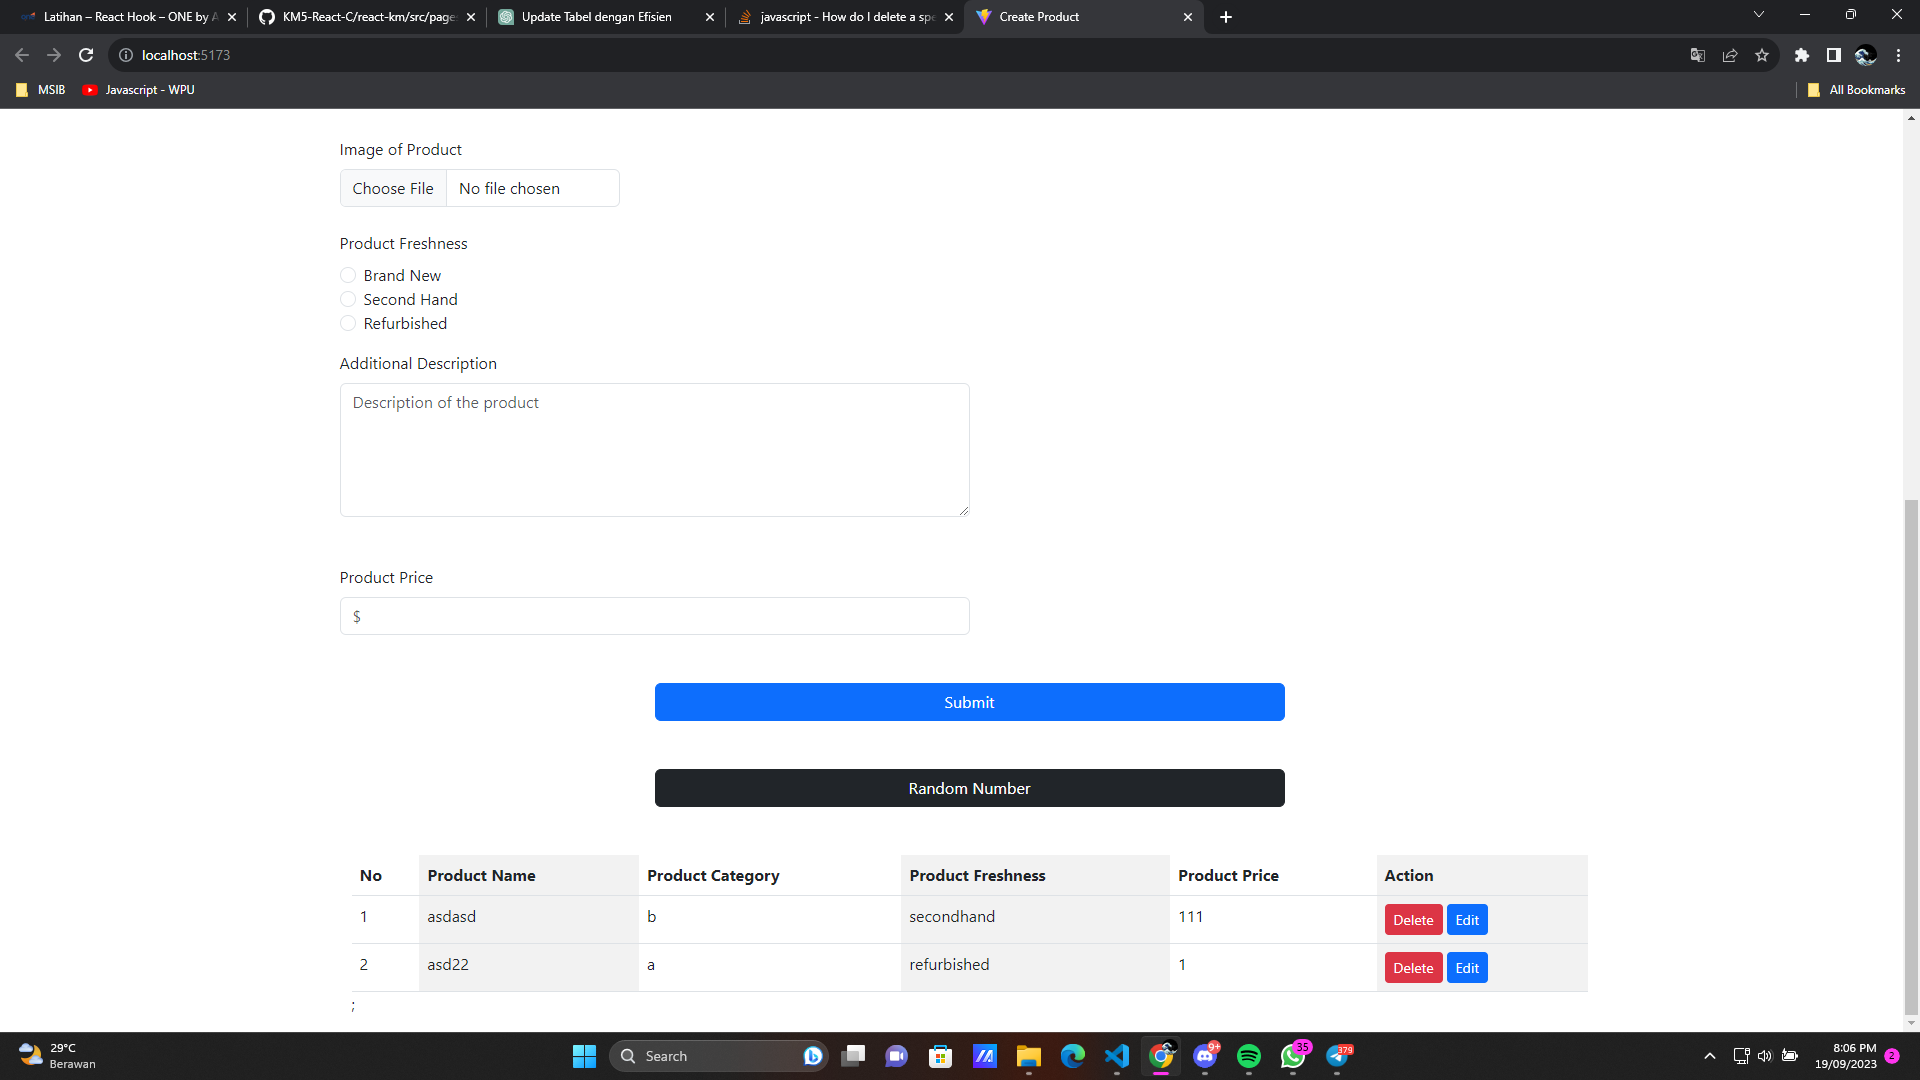 Latihan – React Hook – ONE by A
KM5-React-C/react-km/src/page
Update Tabel dengan Efisien
javascript - How do I delete a spe
Create Product
localhost:5173
MSIB
Javascript - WPU
All Bookmarks
Image of Product
Choose File No file chosen
Product Freshness
Brand New
Second Hand
Refurbished
Additional Description
Description of the product
Product Price
$
Submit
Random Number
No Product Name Product Category Product Freshness Product Price Action
1 asdasd b secondhand 111 Delete Edit
2 asd22 a refurbished 1 Delete Edit
;
29°C
Berawan
Search
9+
35
379
8:06 PM
19/09/2023
2